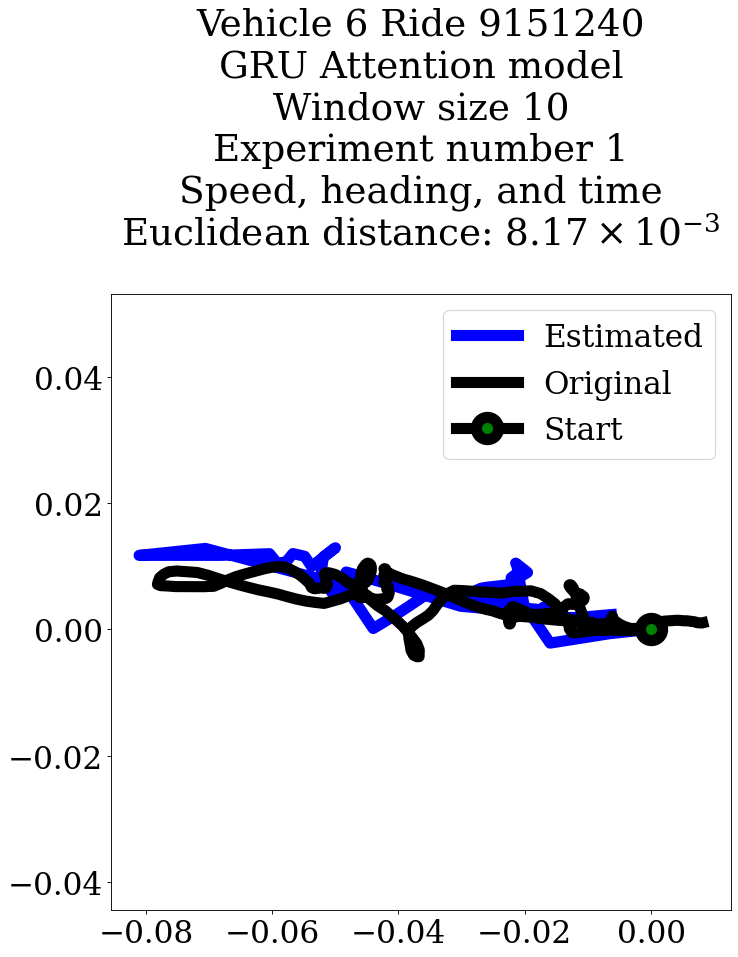 Vehicle 6 Ride 9151240
GRU Attention model
Window size 10
Experiment number 1
Speed, heading, and time
Euclidean distance: 8.17 × 10⁻³
Estimated
Original
Start
0.04
0.02
0.00
−0.02
−0.04
−0.08 −0.06 −0.04 −0.02 0.00